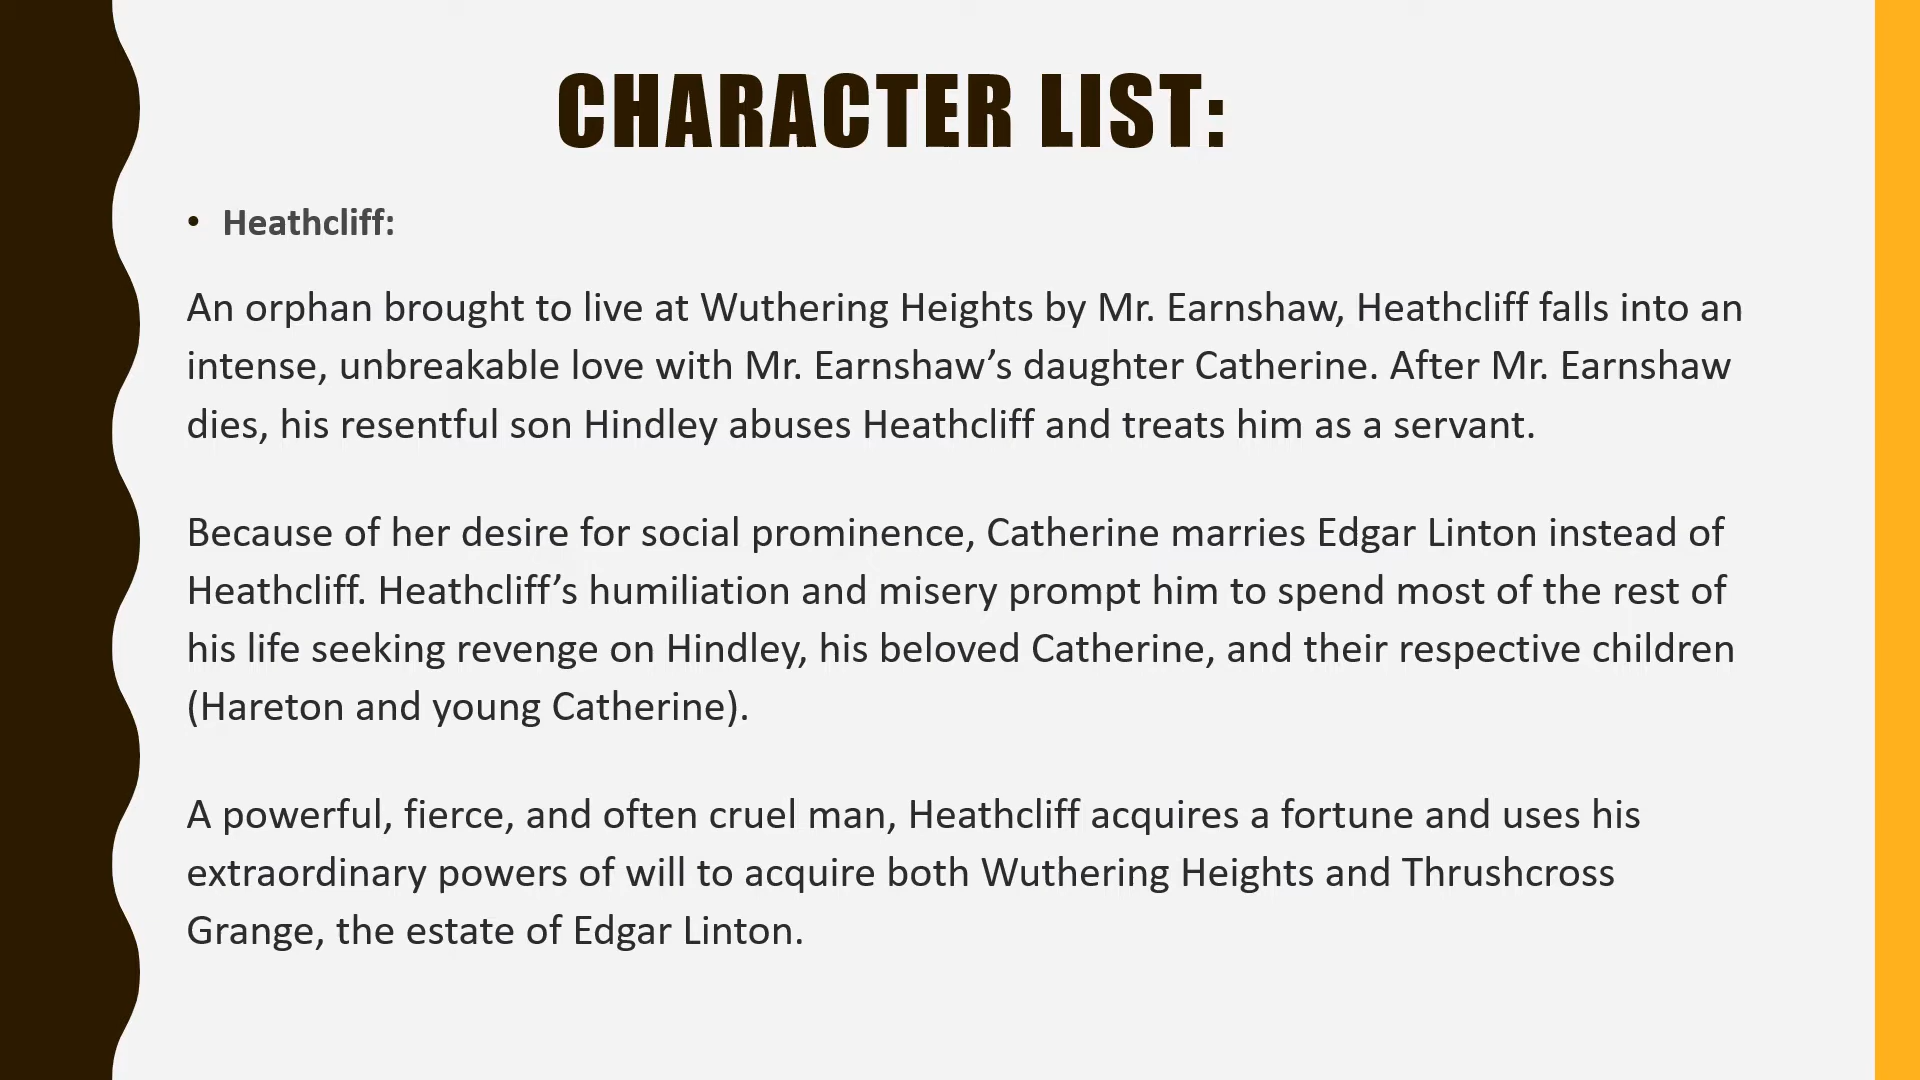 CHARACTER LIST:
• Heathcliff:
An orphan brought to live at Wuthering Heights by Mr. Earnshaw, Heathcliff falls into an
intense, unbreakable love with Mr. Earnshaw’s daughter Catherine. After Mr. Earnshaw
dies, his resentful son Hindley abuses Heathcliff and treats him as a servant.
Because of her desire for social prominence, Catherine marries Edgar Linton instead of
Heathcliff. Heathcliff’s humiliation and misery prompt him to spend most of the rest of
his life seeking revenge on Hindley, his beloved Catherine, and their respective children
(Hareton and young Catherine).
A powerful, fierce, and often cruel man, Heathcliff acquires a fortune and uses his
extraordinary powers of will to acquire both Wuthering Heights and Thrushcross
Grange, the estate of Edgar Linton.